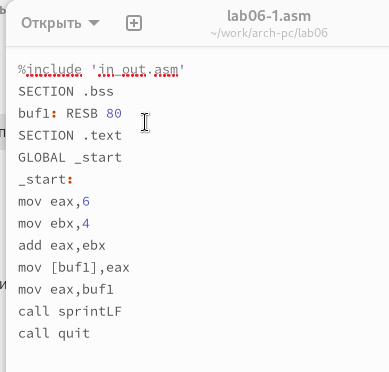 Открыть
lab06-1.asm
~/work/arch-pc/lab06
%include 'in_out.asm'
SECTION .bss
buf1: RESB 80
SECTION .text
GLOBAL _start
_start:
mov eax,6
mov ebx,4
add eax,ebx
mov [buf1],eax
mov eax,buf1
call sprintLF
call quit